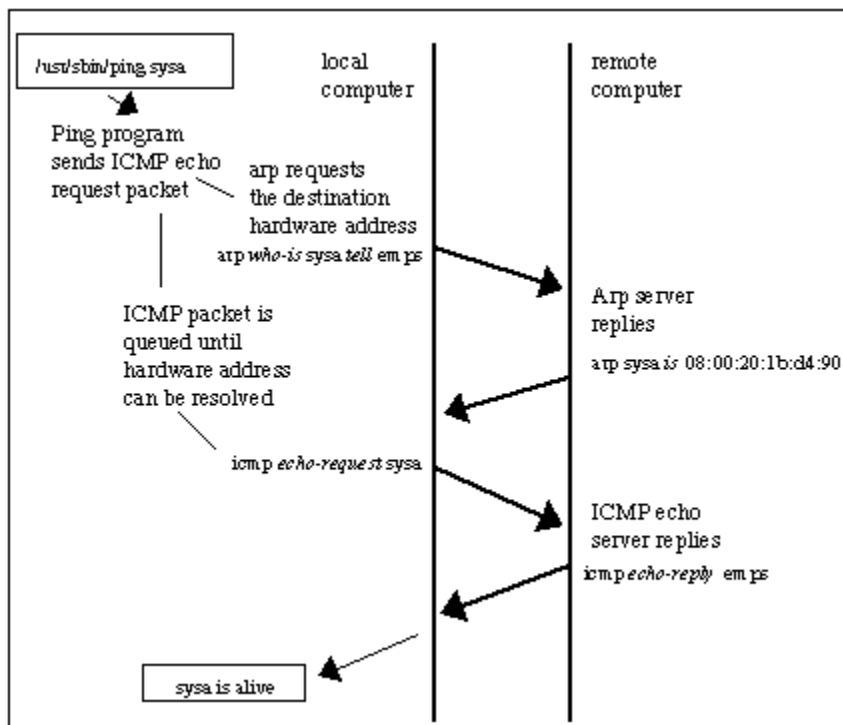 /usr/sbin/ping sysa
local
computer
remote
computer
Ping program
sends ICMP echo
request packet
arp requests
the destination
hardware address
arp who-is sysa tell emps
Arp server
replies
arp sysa is 08:00:20:1b:d4:90
ICMP packet is
queued until
hardware address
can be resolved
icmp echo-request sysa
ICMP echo
server replies
icmp echo-reply emps
sysa is alive